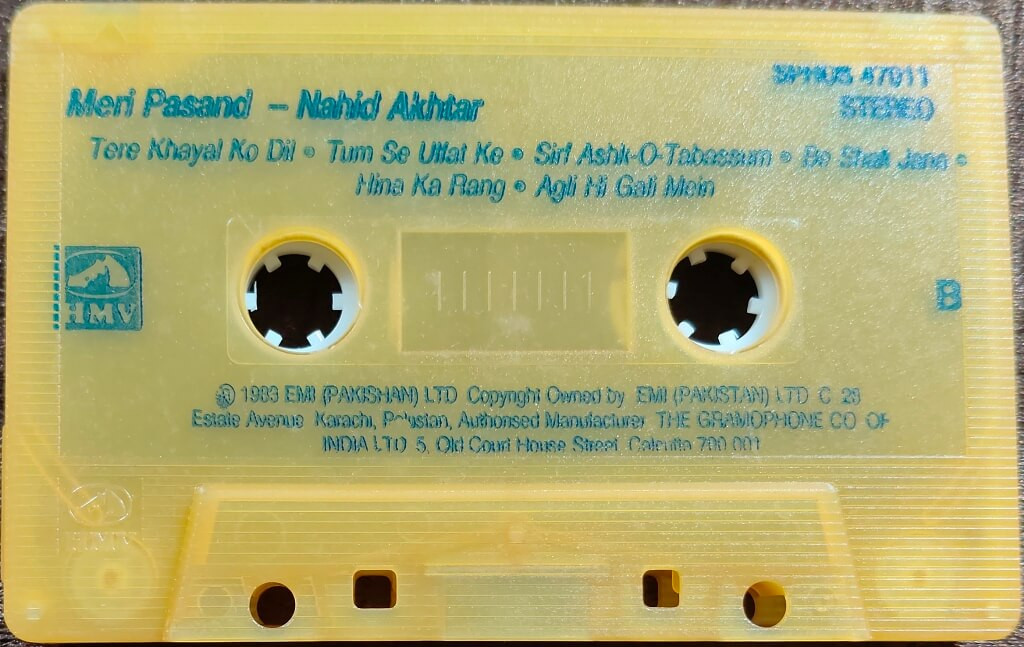 SPHOS 47011
Meri Pasand – Nahid Akhtar
STEREO
Tere Khayal Ko Dil • Tum Se Ulfat Ke • Sirf Ashk-O-Tabassum • Be Shak Jana •
Hina Ka Rang • Agli Hi Gali Mein
HMV
B
Ⓟ 1983 EMI (PAKISHAN) LTD Copyright Owned by EMI (PAKISTAN) LTD C 28
Estate Avenue Karachi, Pakistan, Authorised Manufacturer THE GRAMOPHONE CO OF
INDIA LTD 5, Old Court House Street Calcutta 700 001
HMV